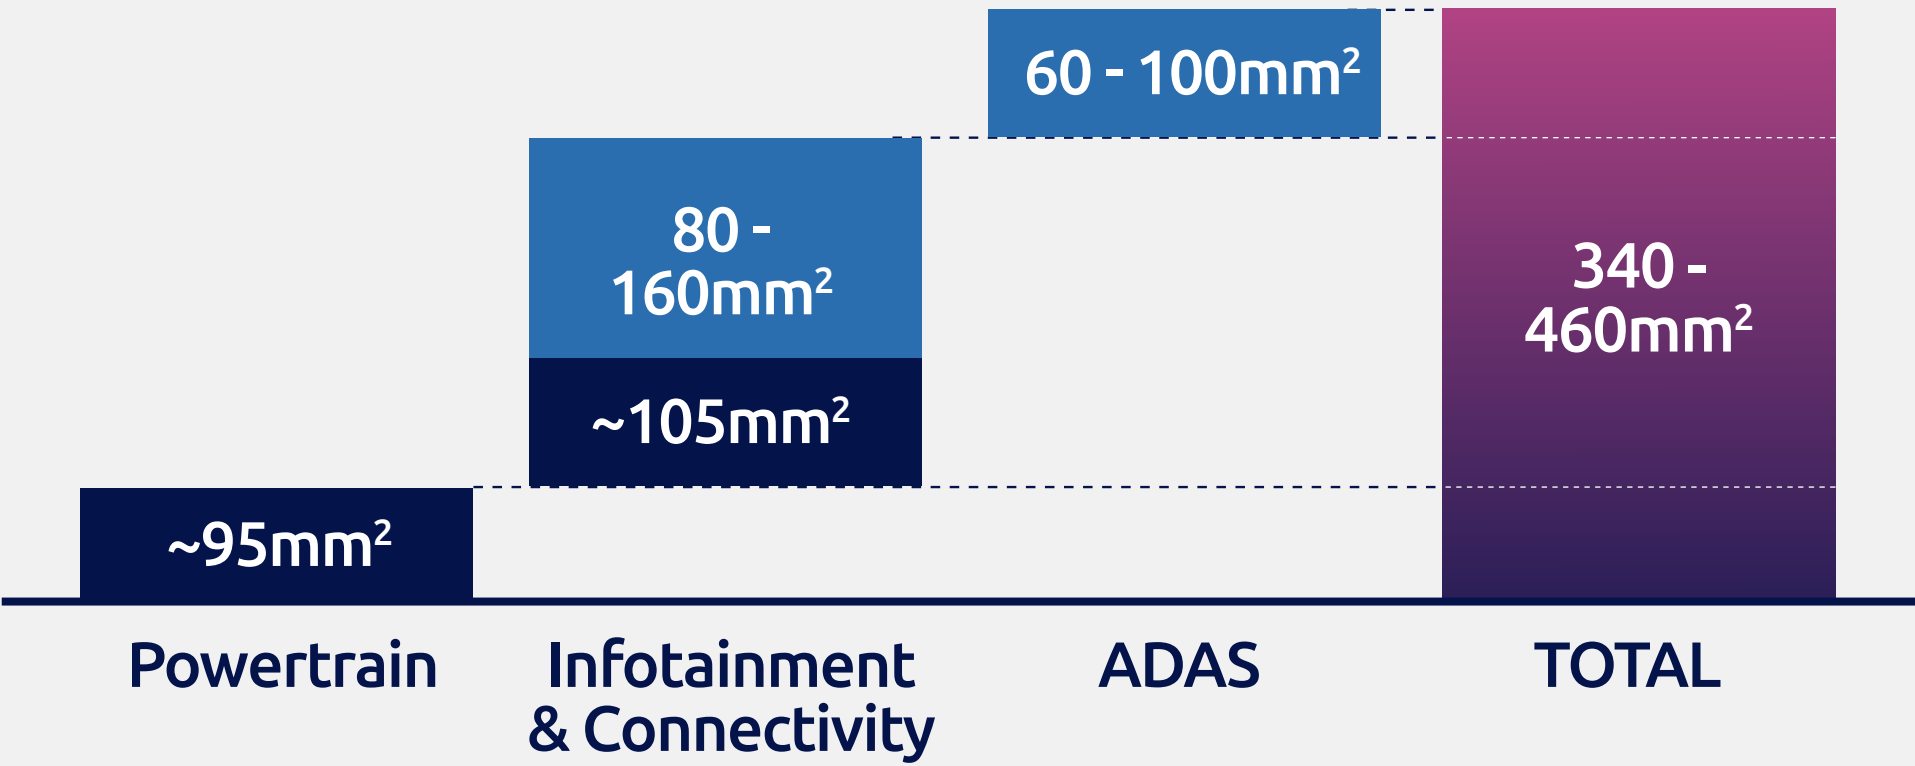 60 - 100mm²
80 -
160mm²
340 -
460mm²
~105mm²
~95mm²
Powertrain
Infotainment
& Connectivity
ADAS
TOTAL